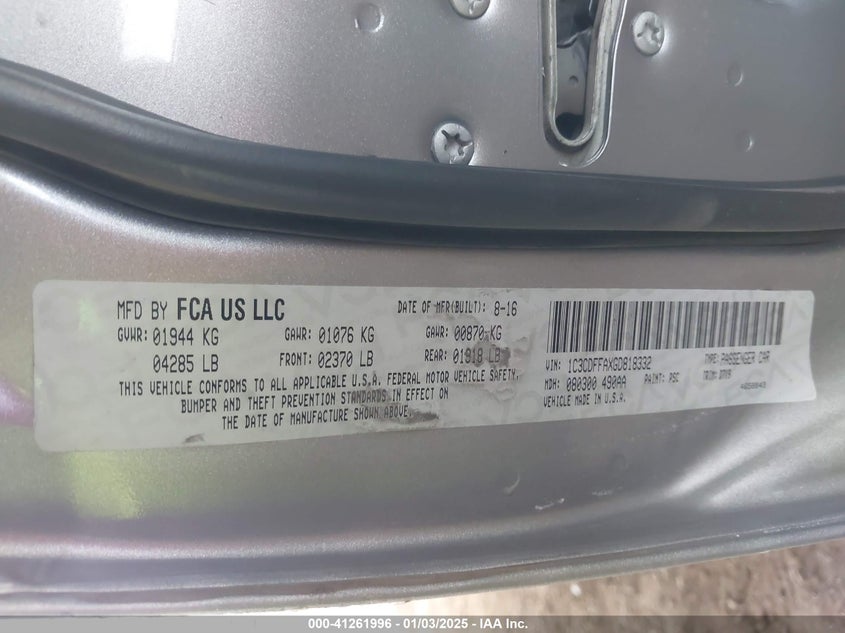 MFD BY FCA US LLC DATE OF MFR(BUILT): 8-16
GVWR: 01944 KG GAWR: 01076 KG GAWR: 00870 KG
04285 LB FRONT: 02370 LB REAR: 01918 LB
THIS VEHICLE CONFORMS TO ALL APPLICABLE U.S.A. FEDERAL MOTOR VEHICLE SAFETY,
BUMPER AND THEFT PREVENTION STANDARDS IN EFFECT ON
THE DATE OF MANUFACTURE SHOWN ABOVE.
VIN: 1C3CDFFAXGD818332 TYPE: PASSENGER CAR
MDH: 080300 490AA PAINT: PSC TRIM:
VEHICLE MADE IN U.S.A.
000-41261996 - 01/03/2025 - IAA Inc.